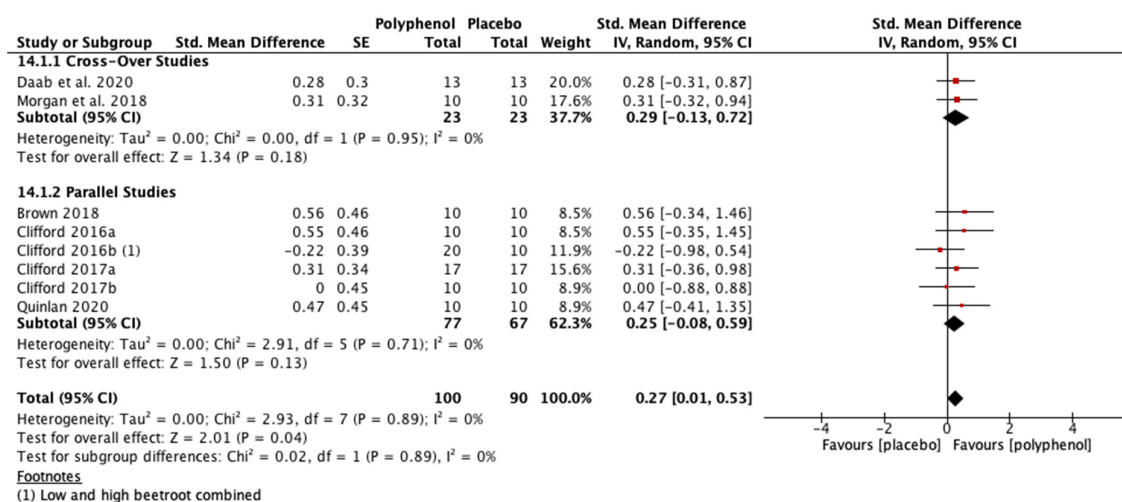 Polyphenol Placebo Std. Mean Difference Std. Mean Difference
Study or Subgroup Std. Mean Difference SE Total Total Weight IV, Random, 95% CI IV, Random, 95% CI
14.1.1 Cross-Over Studies
Daab et al. 2020 0.28 0.3 13 13 20.0% 0.28 [-0.31, 0.87]
Morgan et al. 2018 0.31 0.32 10 10 17.6% 0.31 [-0.32, 0.94]
Subtotal (95% CI) 23 23 37.7% 0.29 [-0.13, 0.72]
Heterogeneity: Tau² = 0.00; Chi² = 0.00, df = 1 (P = 0.95); I² = 0%
Test for overall effect: Z = 1.34 (P = 0.18)
14.1.2 Parallel Studies
Brown 2018 0.56 0.46 10 10 8.5% 0.56 [-0.34, 1.46]
Clifford 2016a 0.55 0.46 10 10 8.5% 0.55 [-0.35, 1.45]
Clifford 2016b (1) -0.22 0.39 20 10 11.9% -0.22 [-0.98, 0.54]
Clifford 2017a 0.31 0.34 17 17 15.6% 0.31 [-0.36, 0.98]
Clifford 2017b 0 0.45 10 10 8.9% 0.00 [-0.88, 0.88]
Quinlan 2020 0.47 0.45 10 10 8.9% 0.47 [-0.41, 1.35]
Subtotal (95% CI) 77 67 62.3% 0.25 [-0.08, 0.59]
Heterogeneity: Tau² = 0.00; Chi² = 2.91, df = 5 (P = 0.71); I² = 0%
Test for overall effect: Z = 1.50 (P = 0.13)
Total (95% CI) 100 90 100.0% 0.27 [0.01, 0.53]
Heterogeneity: Tau² = 0.00; Chi² = 2.93, df = 7 (P = 0.89); I² = 0%
Test for overall effect: Z = 2.01 (P = 0.04)
Test for subgroup differences: Chi² = 0.02, df = 1 (P = 0.89), I² = 0%
-4 -2 0 2 4
Favours [placebo] Favours [polyphenol]
Footnotes
(1) Low and high beetroot combined